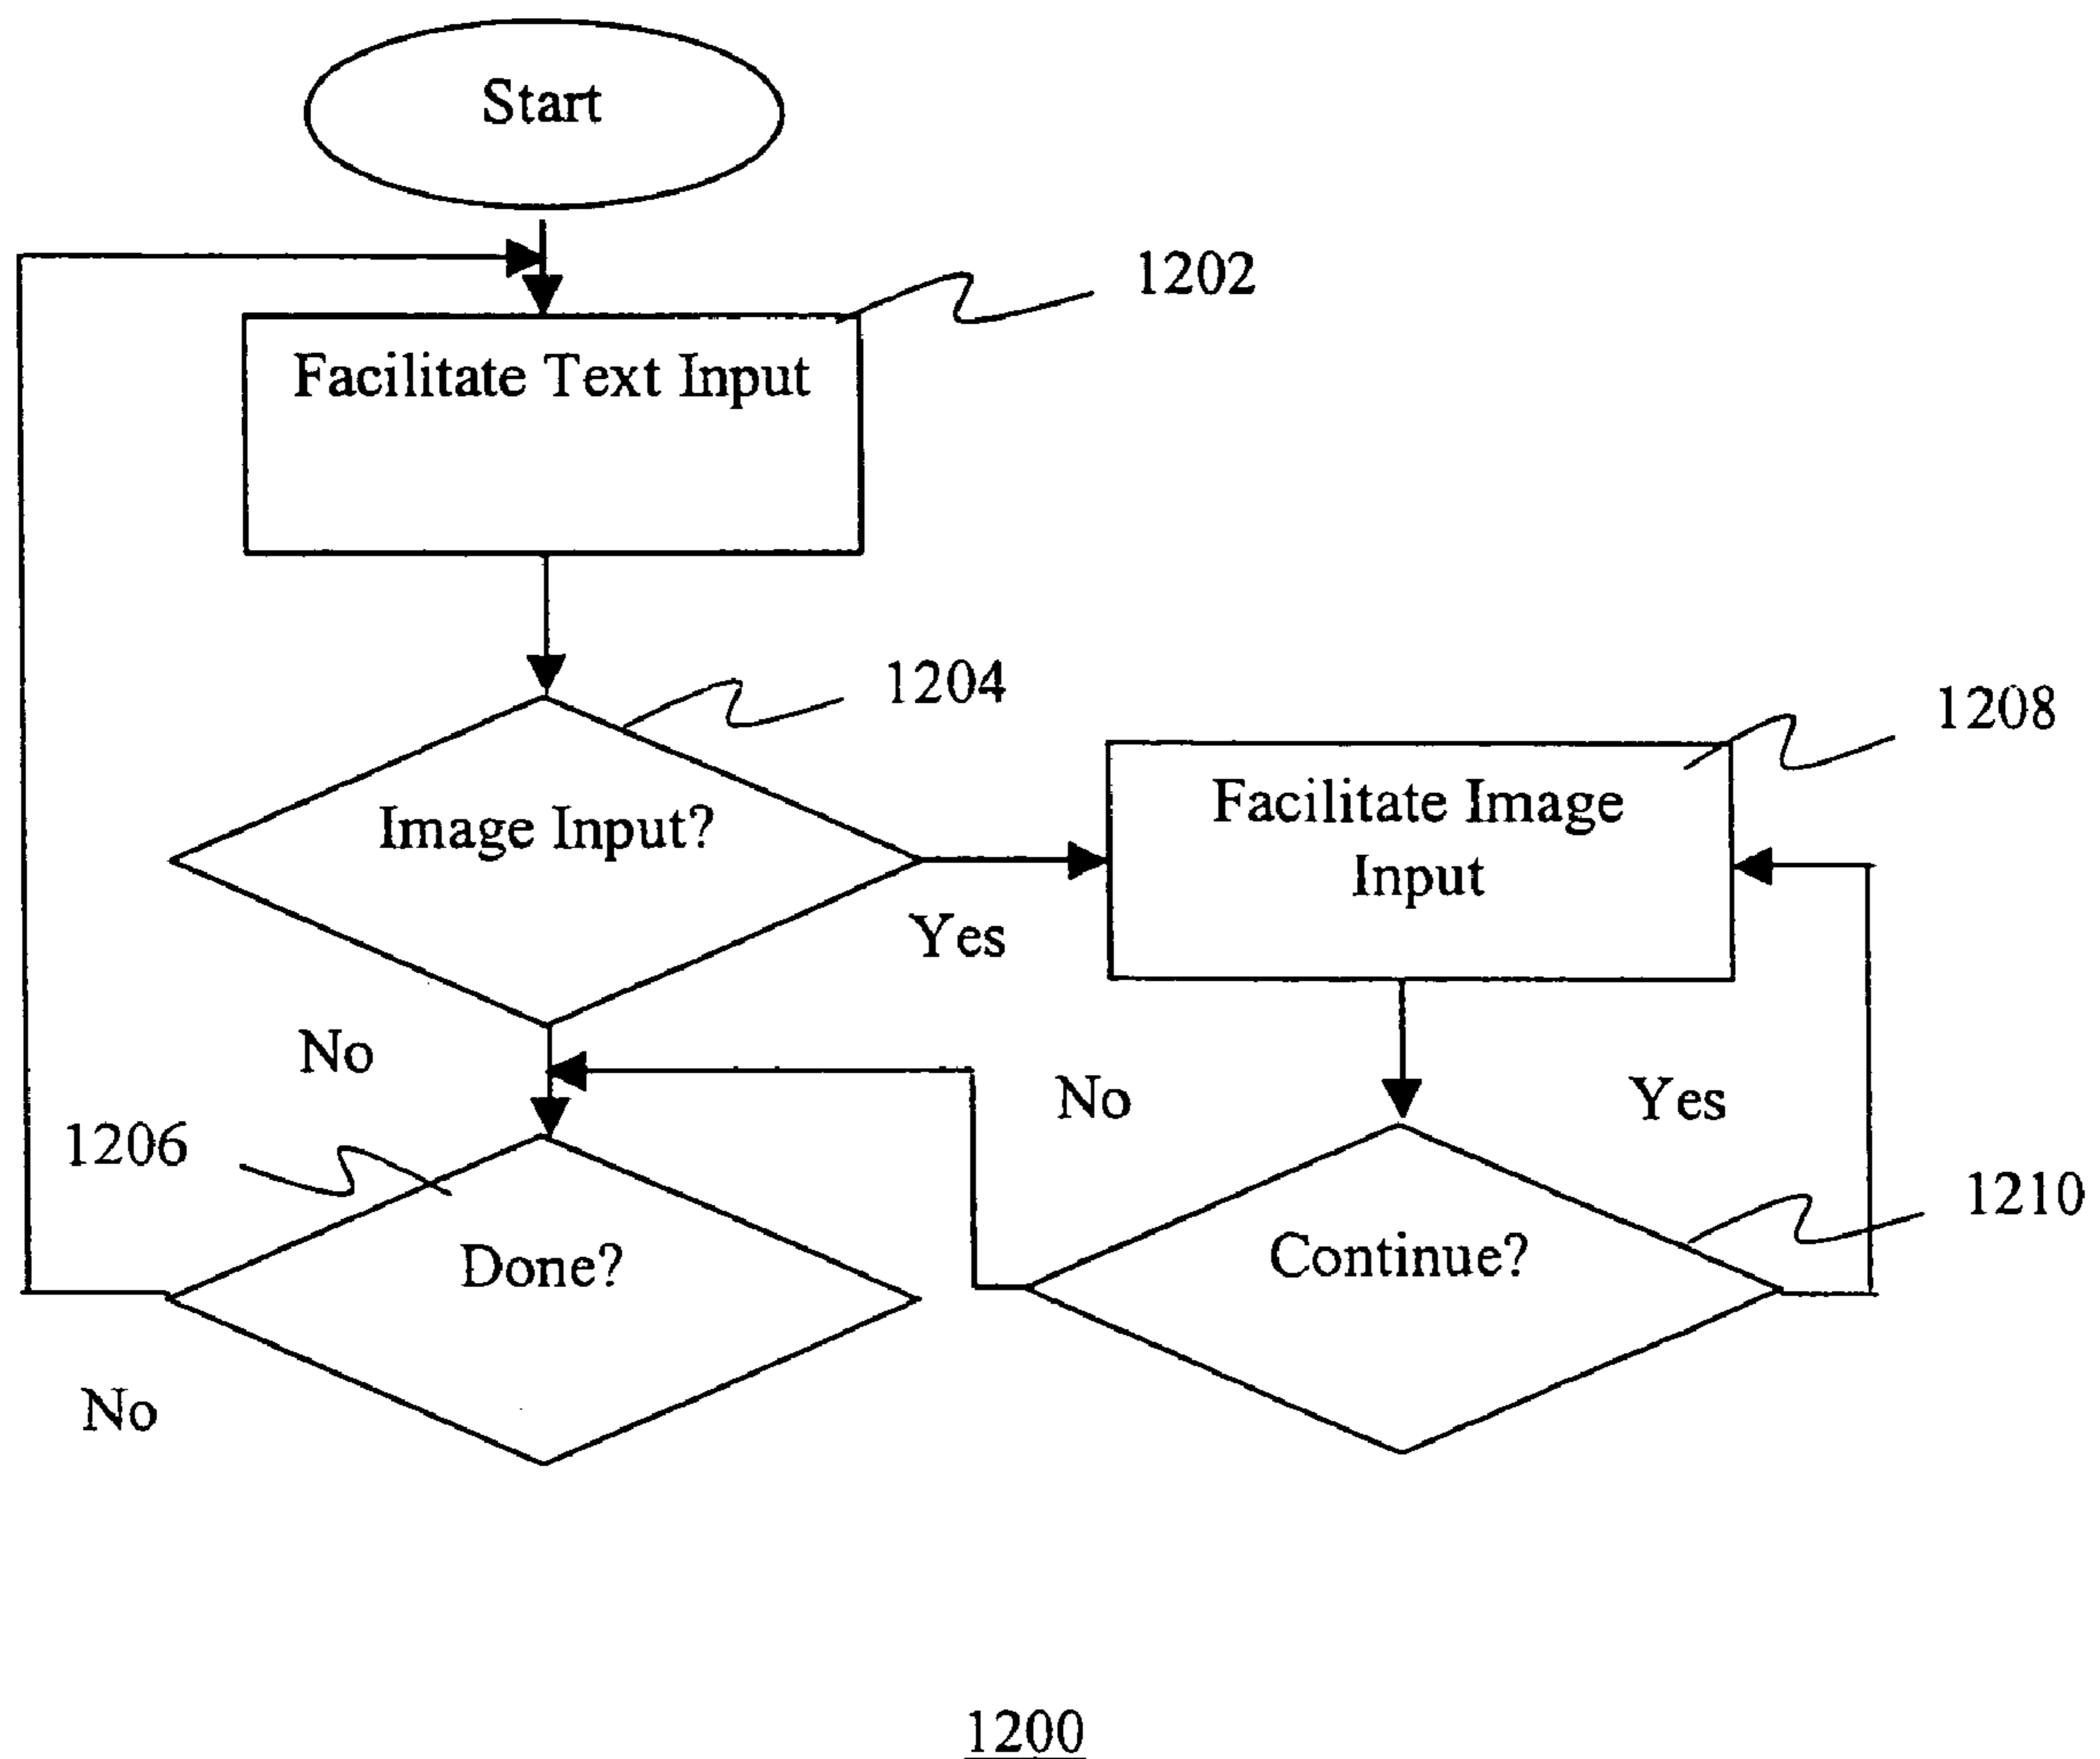 Start
1202
Facilitate Text Input
1204
1208
Image Input?
Facilitate Image
Input
Yes
No
No
Yes
1206
1210
Done?
Continue?
No
1200